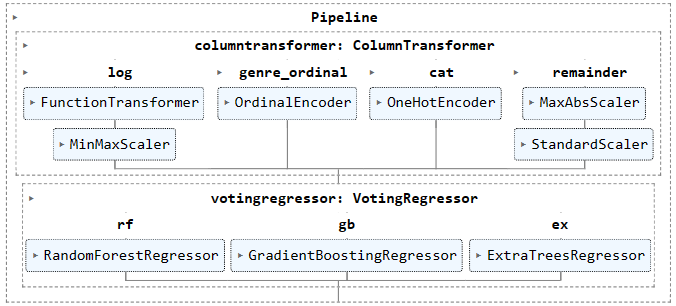 Pipeline
columntransformer: ColumnTransformer
log genre_ordinal cat remainder
FunctionTransformer OrdinalEncoder OneHotEncoder MaxAbsScaler
MinMaxScaler StandardScaler
votingregressor: VotingRegressor
rf gb ex
RandomForestRegressor GradientBoostingRegressor ExtraTreesRegressor